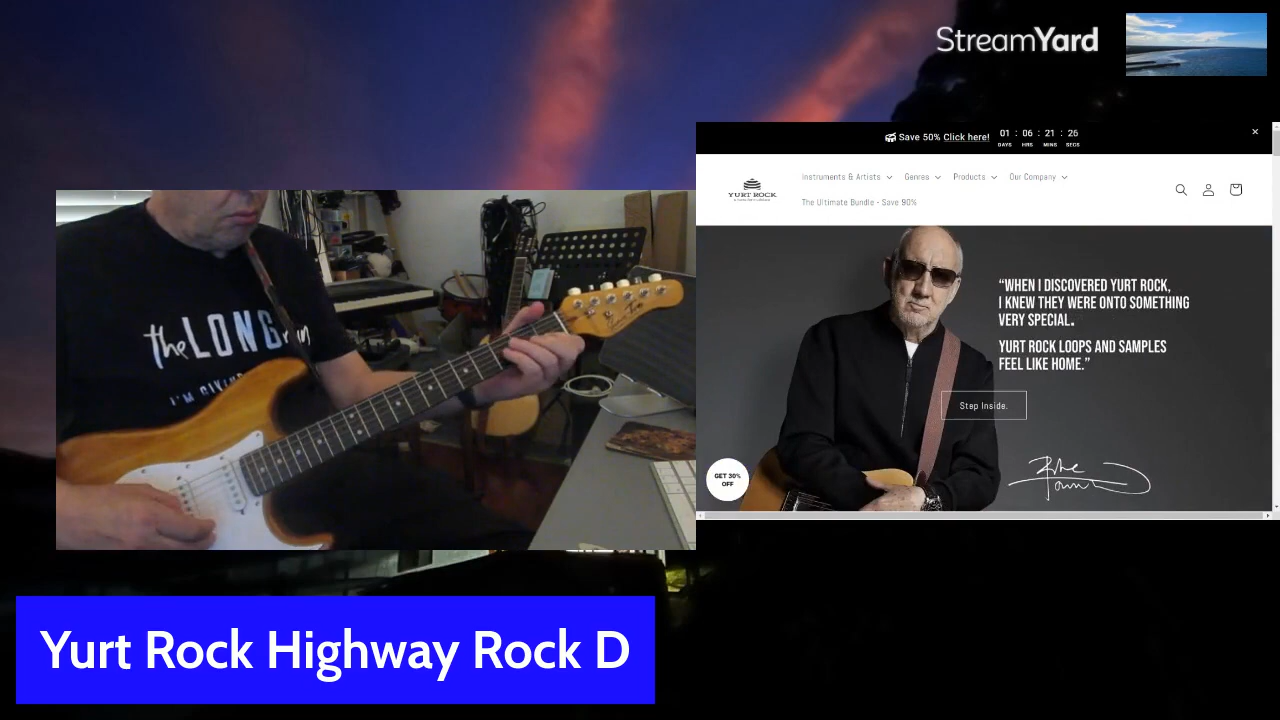 StreamYard
Save 50% Click here!
01 : 06 : 21 : 26
DAYS HRS MINS SECS
YURT ROCK
Instruments & Artists
Genres
Products
Our Company
The Ultimate Bundle - Save 90%
“WHEN I DISCOVERED YURT ROCK,
I KNEW THEY WERE ONTO SOMETHING
VERY SPECIAL.
YURT ROCK LOOPS AND SAMPLES
FEEL LIKE HOME.”
Step Inside.
GET 30%
OFF
the LONG run
I'M GIVING
Yurt Rock Highway Rock D